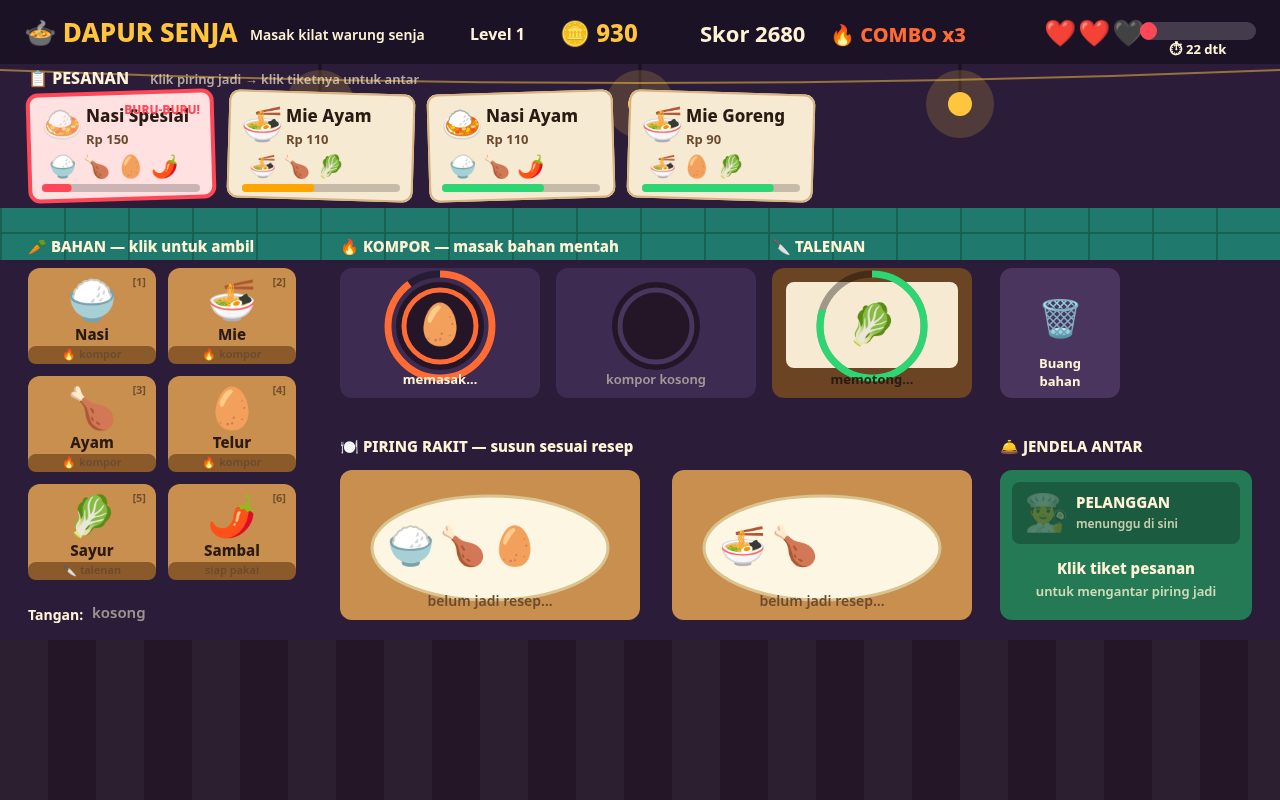 DAPUR SENJA
Masak kilat warung senja
Level 1
930
Skor 2680
COMBO x3
22 dtk
PESANAN
Klik piring jadi → klik tiketnya untuk antar
BURU-BURU!
Nasi Spesial
Rp 150
Mie Ayam
Rp 110
Nasi Ayam
Rp 110
Mie Goreng
Rp 90
BAHAN — klik untuk ambil
KOMPOR — masak bahan mentah
TALENAN
[1]
Nasi
kompor
[2]
Mie
kompor
[3]
Ayam
kompor
[4]
Telur
kompor
[5]
Sayur
talenan
[6]
Sambal
siap pakai
Tangan: kosong
memasak...
kompor kosong
memotong...
Buang
bahan
PIRING RAKIT — susun sesuai resep
belum jadi resep...
belum jadi resep...
JENDELA ANTAR
PELANGGAN
menunggu di sini
Klik tiket pesanan
untuk mengantar piring jadi